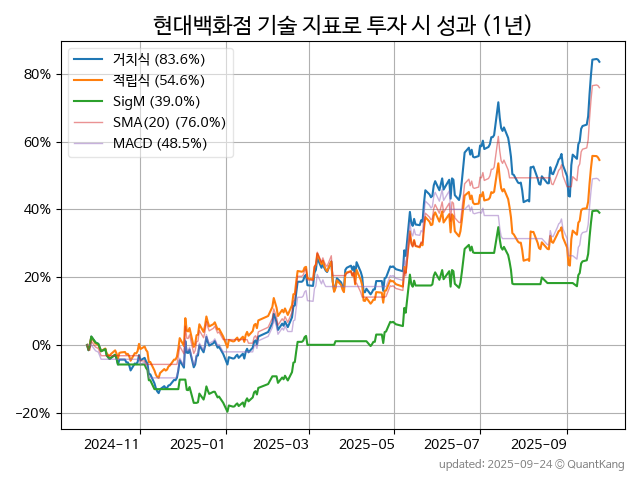 현대백화점 기술 지표로 투자 시 성과 (1년)
거치식 (83.6%)
적립식 (54.6%)
SigM (39.0%)
SMA(20) (76.0%)
MACD (48.5%)
80%
60%
40%
20%
0%
−20%
2024−11 2025−01 2025−03 2025−05 2025−07 2025−09
updated: 2025-09-24 © QuantKang